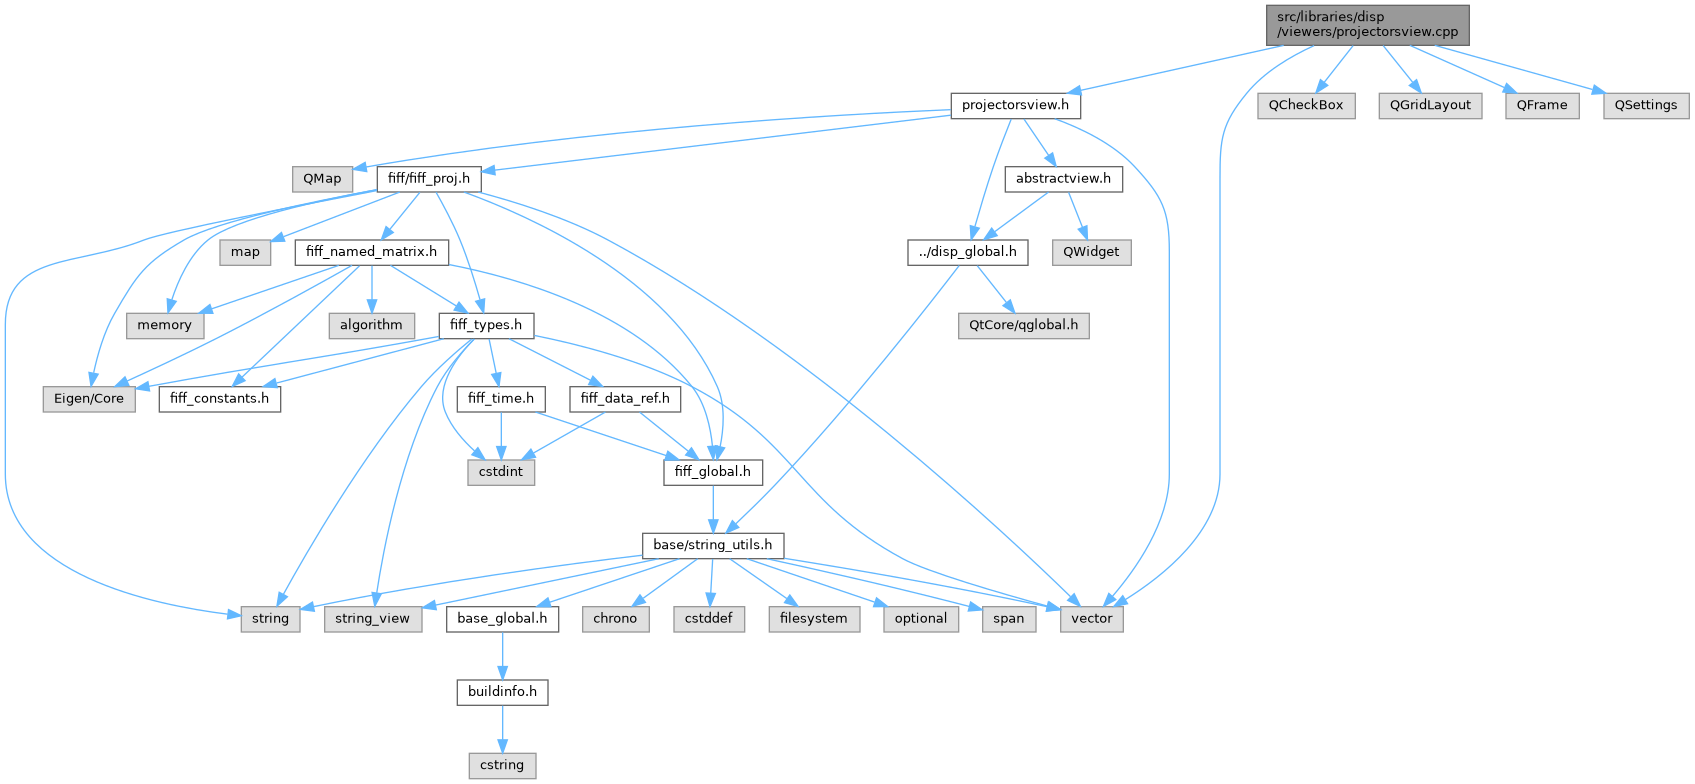 src/libraries/disp
/viewers/projectorsview.cpp
projectorsview.h
QCheckBox
QGridLayout
QFrame
QSettings
QMap
fiff/fiff_proj.h
abstractview.h
map
fiff_named_matrix.h
../disp_global.h
QWidget
memory
algorithm
fiff_types.h
QtCore/qglobal.h
Eigen/Core
fiff_constants.h
fiff_time.h
fiff_data_ref.h
cstdint
fiff_global.h
base/string_utils.h
string
string_view
base_global.h
chrono
cstddef
filesystem
optional
span
vector
buildinfo.h
cstring